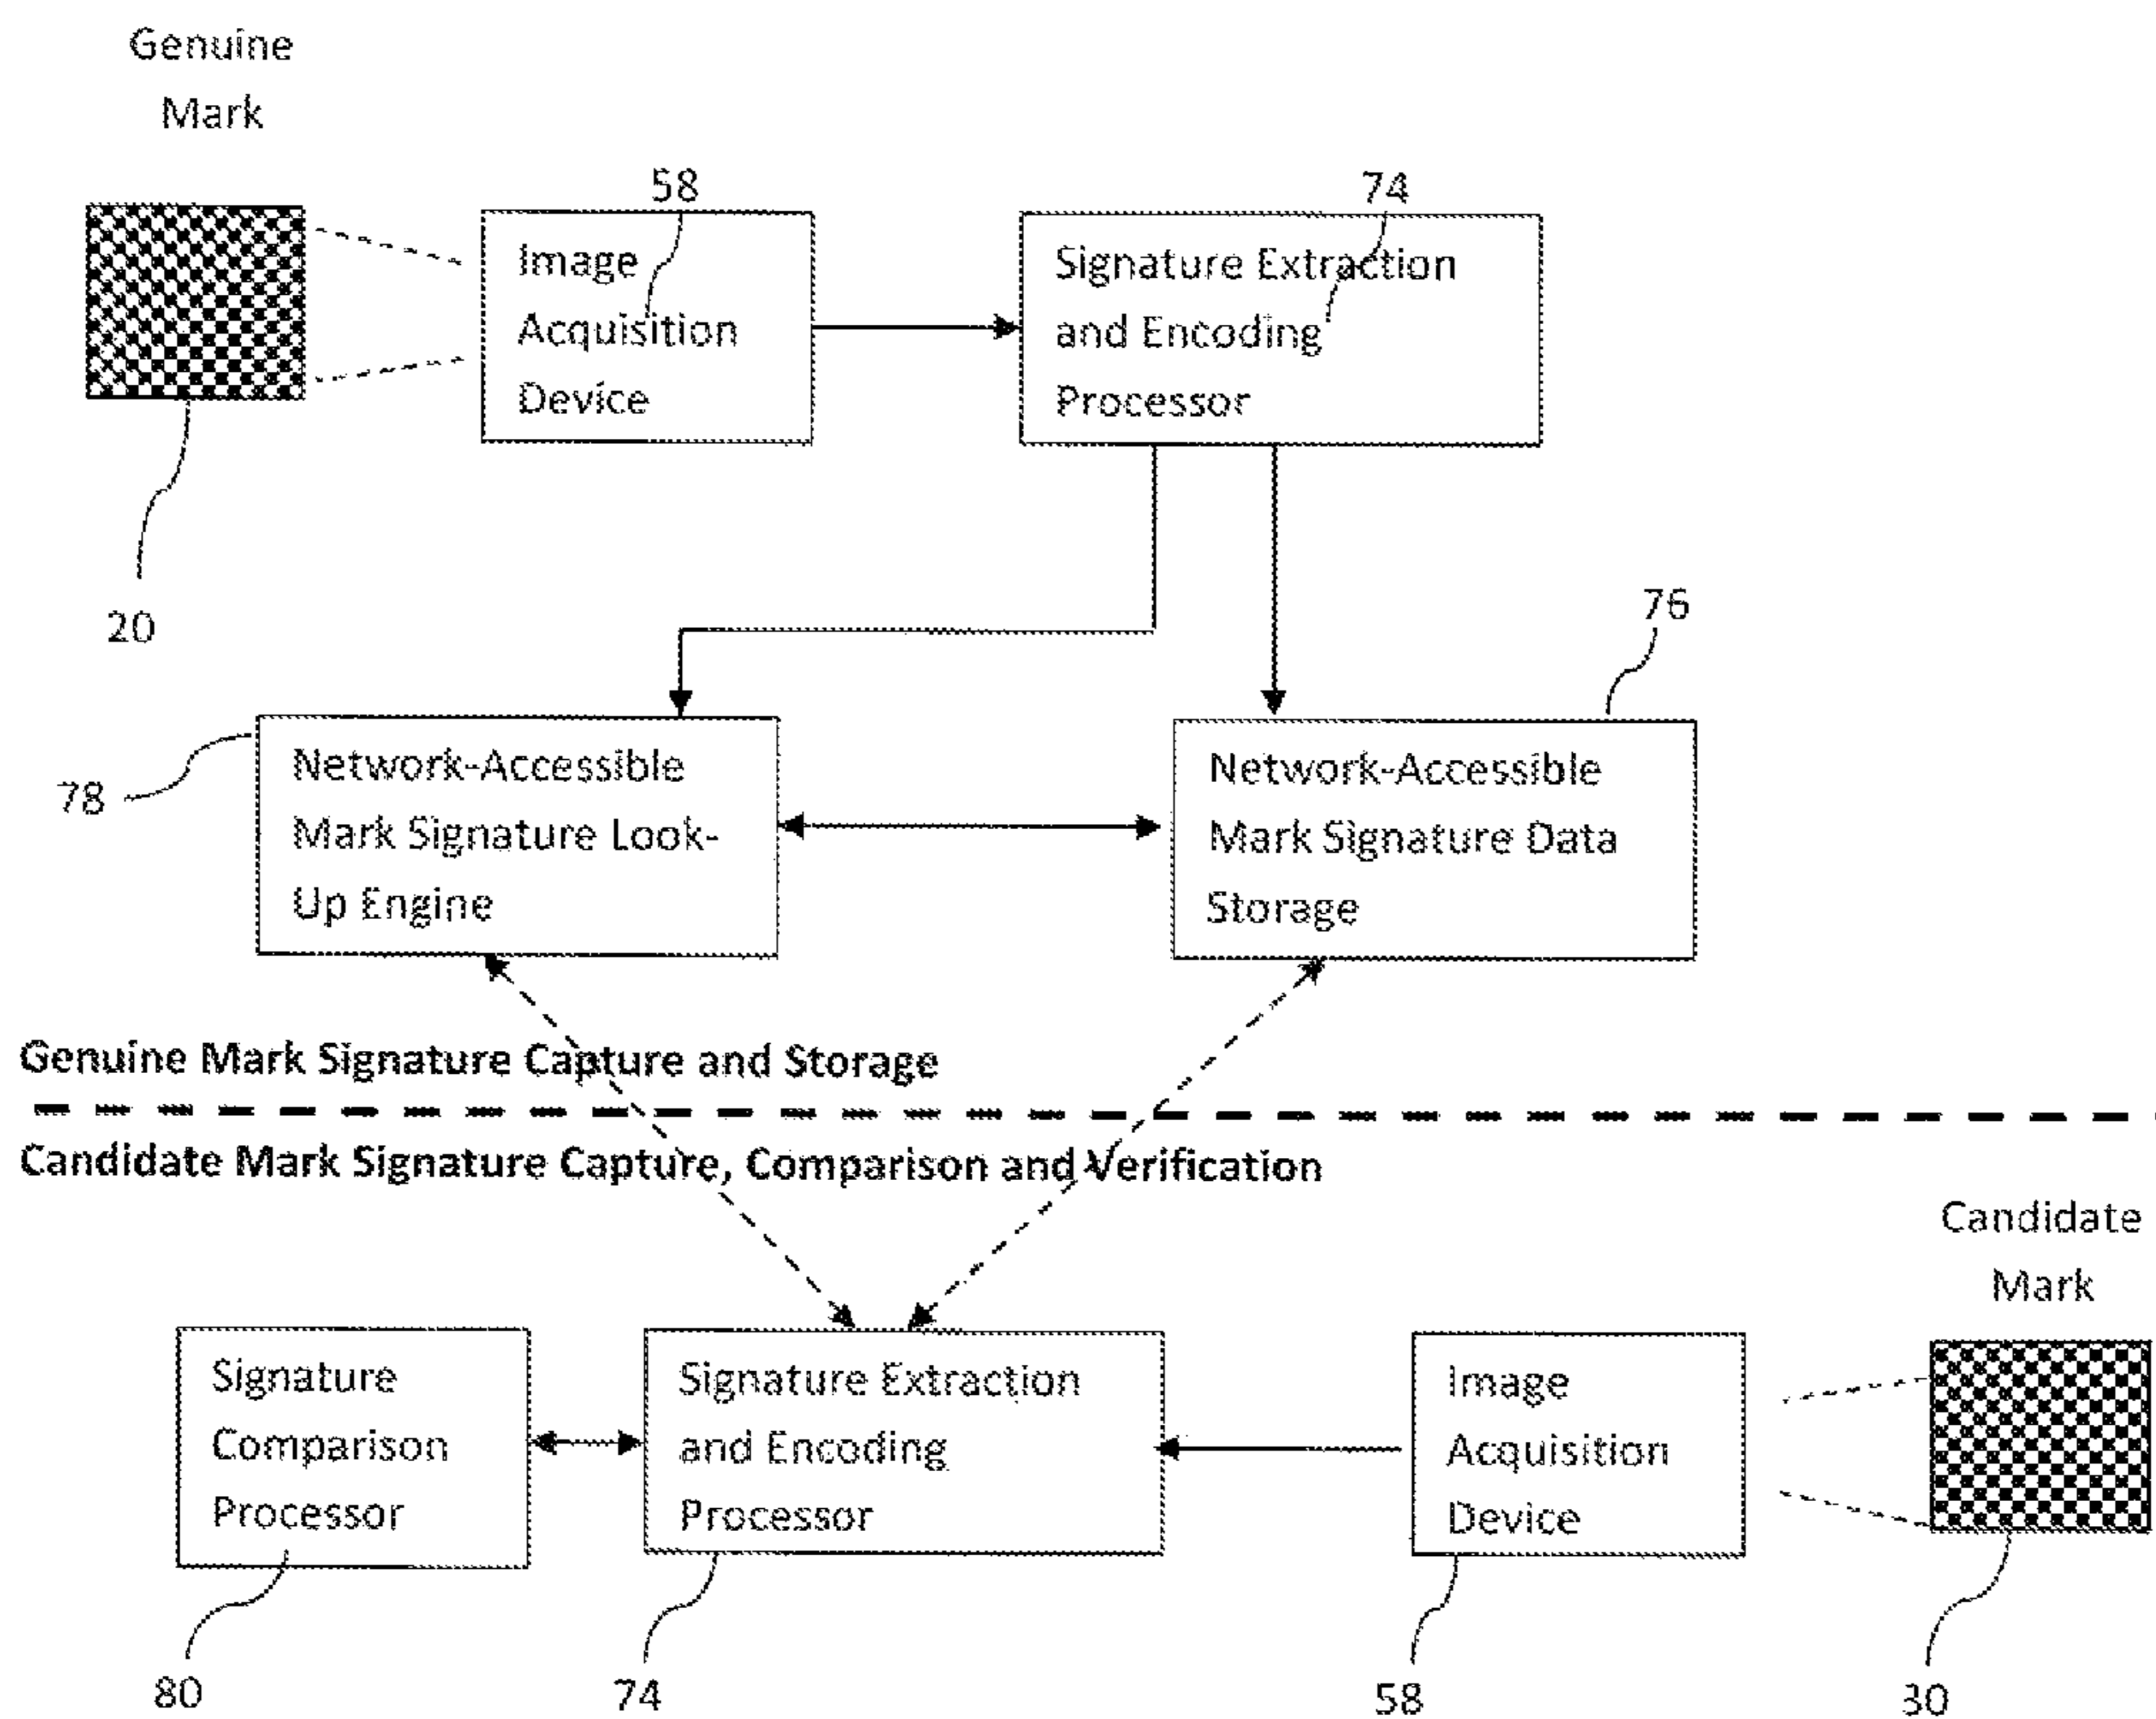 Genuine
Mark
58
74
Image
Acquisition
Device
Signature Extraction
and Encoding
Processor
20
76
78
Network-Accessible
Mark Signature Look-
Up Engine
Network-Accessible
Mark Signature Data
Storage
Genuine Mark Signature Capture and Storage
Candidate Mark Signature Capture, Comparison and Verification
Candidate
Mark
Signature
Comparison
Processor
Signature Extraction
and Encoding
Processor
Image
Acquisition
Device
80
74
58
30